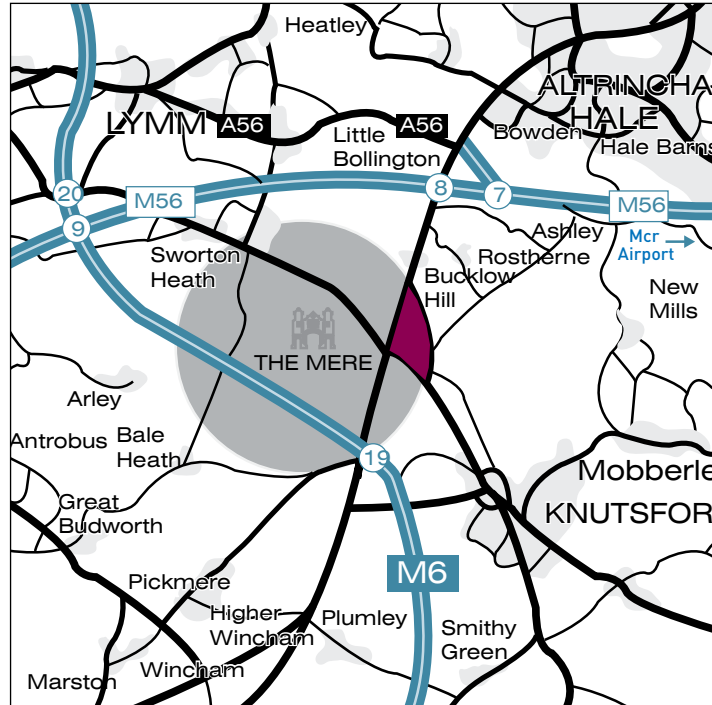 Heatley
ALTRINCHA
HALE
LYMM
A56
A56
Little
Bollington
Bowden
Hale Barns
20
M56
8
7
M56
9
Sworton
Heath
Ashley
Rostherne
Mcr
Airport
Bucklow
Hill
New
Mills
THE MERE
Arley
Antrobus
Bale
Heath
19
Mobberle
KNUTSFOR
Great
Budworth
M6
Pickmere
Higher
Wincham
Plumley
Smithy
Green
Wincham
Marston